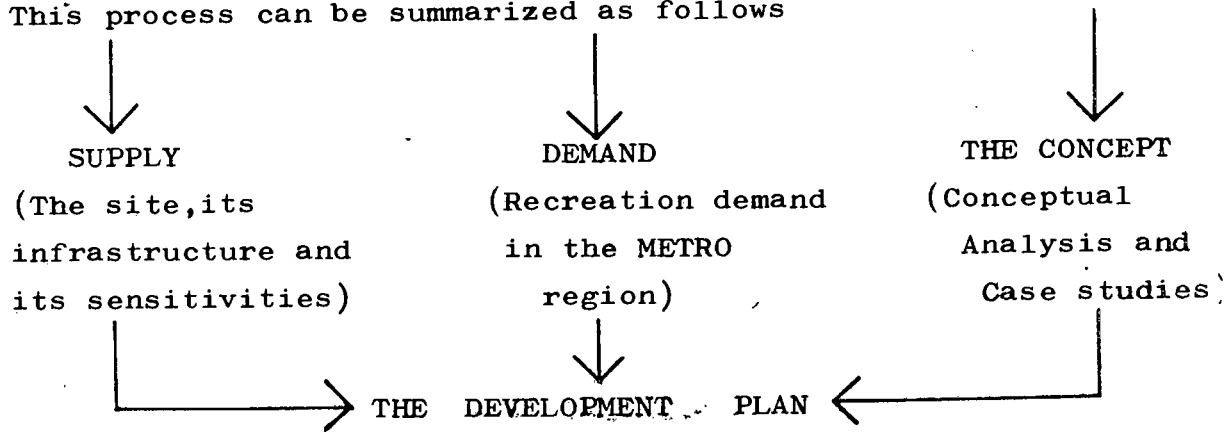 This process can be summarized as follows
SUPPLY
(The site,its
infrastructure and
its sensitivities)
DEMAND
(Recreation demand
in the METRO
region)
THE CONCEPT
(Conceptual
Analysis and
Case studies)
THE DEVELOPMENT PLAN